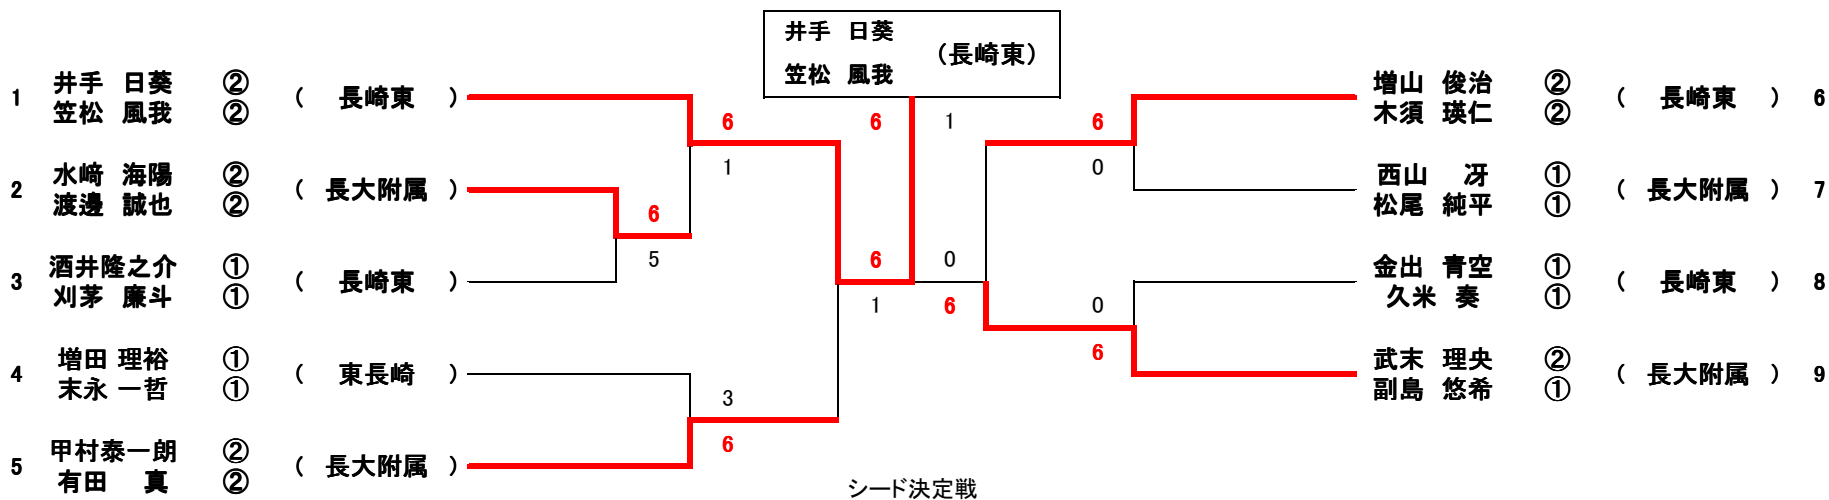 井手 日葵
笠松 風我
(長崎東)
1 井手 日葵 ② ( 長崎東 )
笠松 風我 ②
2 水﨑 海陽 ② ( 長大附属 )
渡邊 誠也 ②
3 酒井隆之介 ① ( 長崎東 )
刈茅 廉斗 ①
4 増田 理裕 ① ( 東長崎 )
末永 一哲 ①
5 甲村泰一朗 ② ( 長大附属 )
有田 真 ②
6 6 1 6
1 0
6
5 6 0
1 6 0
6
3
6
増山 俊治 ② ( 長崎東 ) 6
木須 瑛仁 ②
西山 冴 ① ( 長大附属 ) 7
松尾 純平 ①
金出 青空 ① ( 長崎東 ) 8
久米 奏 ①
武末 理央 ② ( 長大附属 ) 9
副島 悠希 ①
シード決定戦